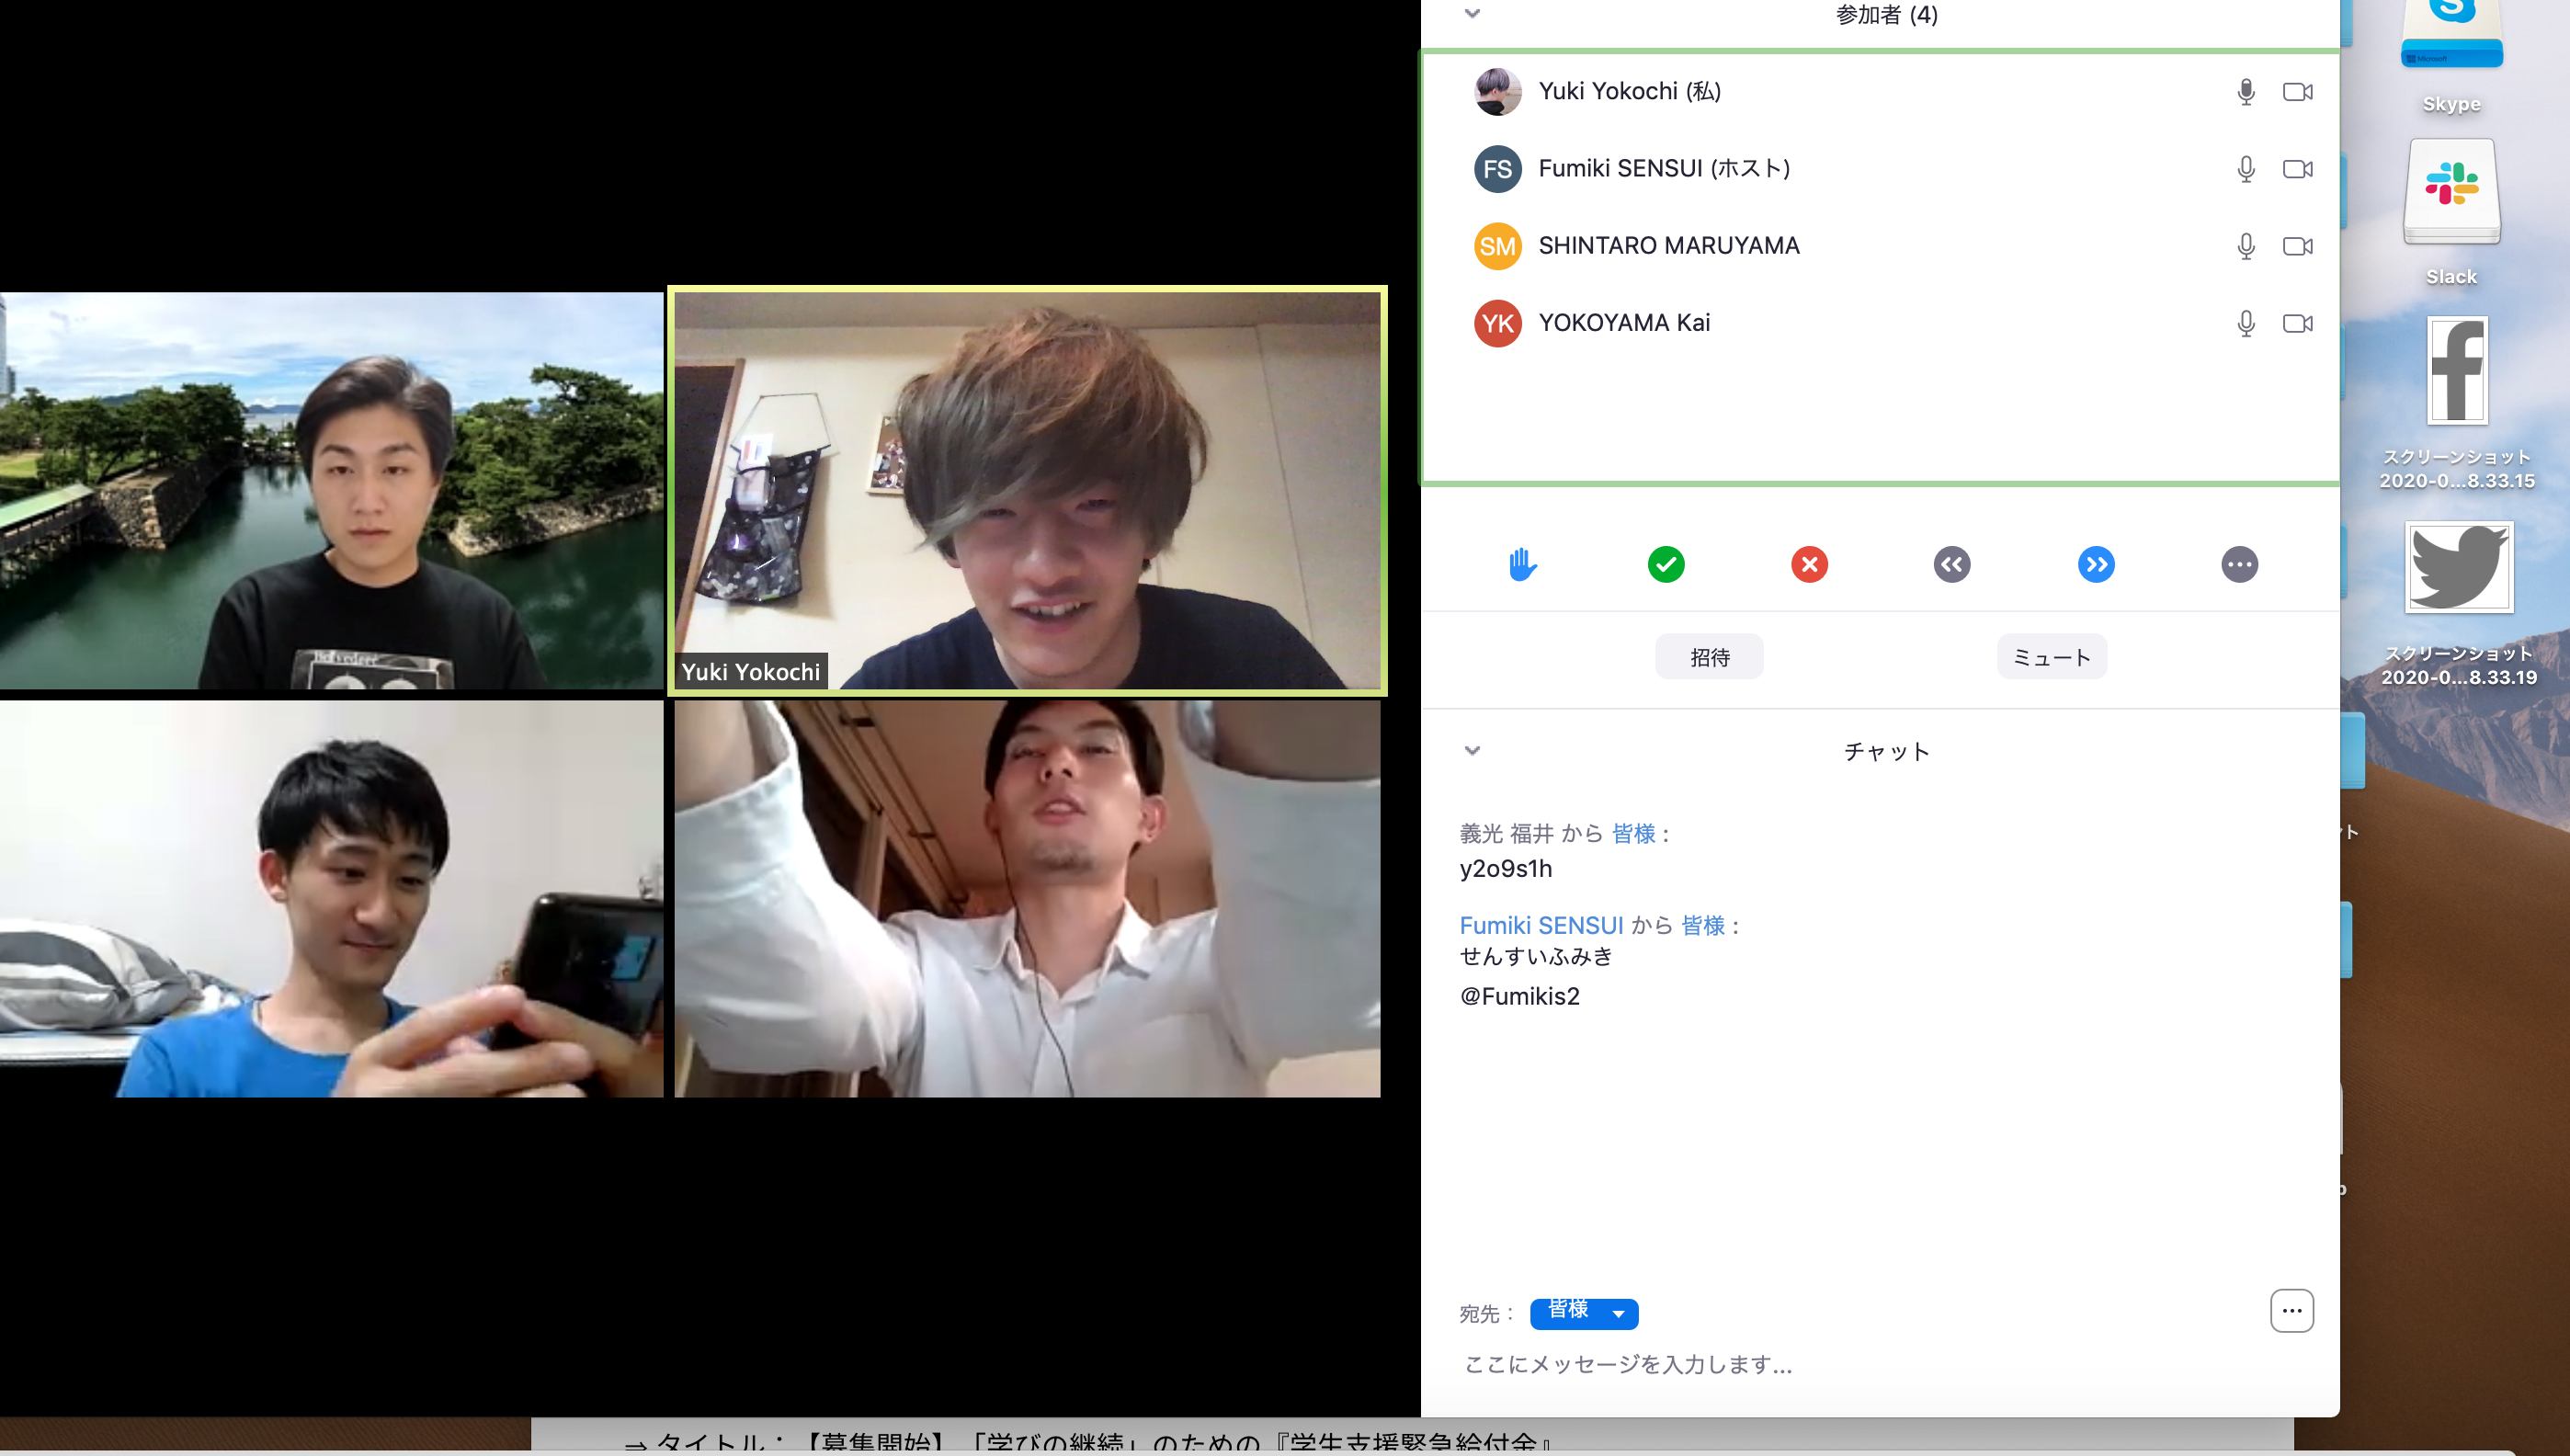 Belvedere
Yuki Yokochi
参加者 (4)
Yuki Yokochi (私)
FS
Fumiki SENSUI (ホスト)
SM
SHINTARO MARUYAMA
YK
YOKOYAMA Kai
招待
ミュート
チャット
義光 福井 から 皆様 :
y2o9s1h
Fumiki SENSUI から 皆様 :
せんすいふみき
@Fumikis2
宛先 :
皆様
ここにメッセージを入力します...
Microsoft
Skype
Slack
スクリーンショット
2020-0...8.33.15
スクリーンショット
2020-0...8.33.19
⇒ タイトル：【募集開始】「学びの継続」のための『学生支援緊急給付金』